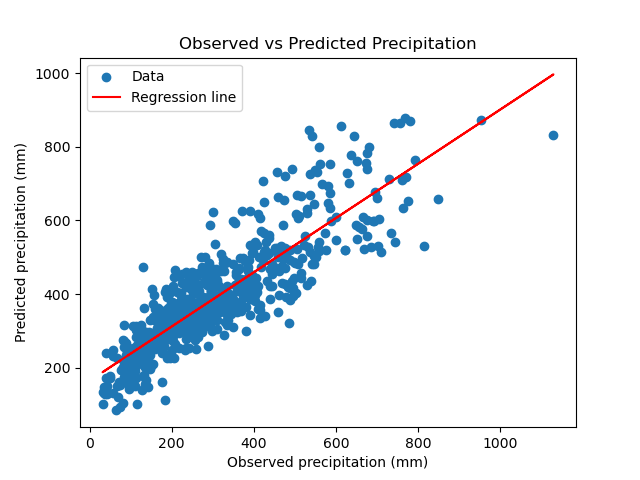 Observed vs Predicted Precipitation
Data
Regression line
1000
800
600
400
200
Predicted precipitation (mm)
0
200
400
600
800
1000
Observed precipitation (mm)